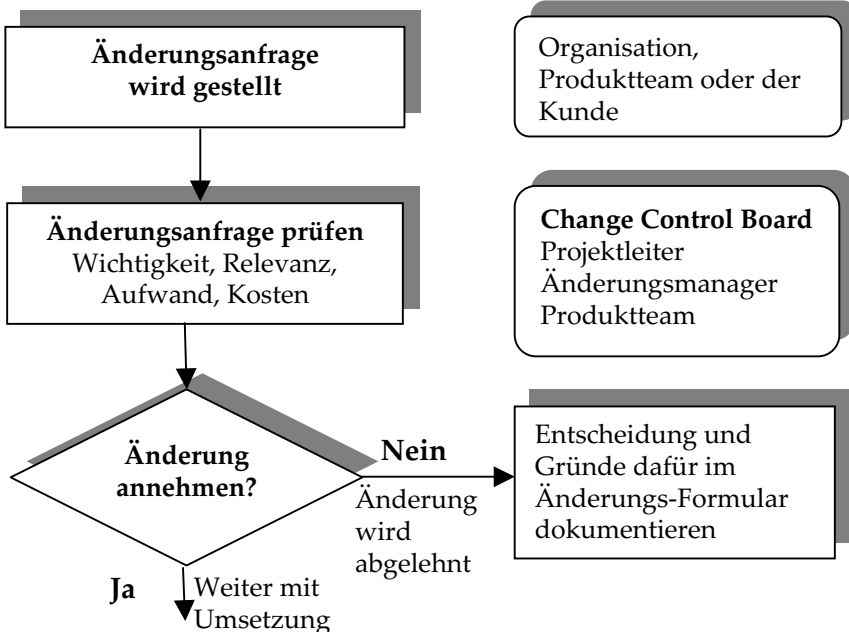 Änderungsanfrage
wird gestellt
Organisation,
Produktteam oder der
Kunde
Änderungsanfrage prüfen
Wichtigkeit, Relevanz,
Aufwand, Kosten
Change Control Board
Projektleiter
Änderungsmanager
Produktteam
Änderung
annehmen?
Nein
Änderung
wird
abgelehnt
Entscheidung und
Gründe dafür im
Änderungs-Formular
dokumentieren
Ja
Weiter mit
Umsetzung